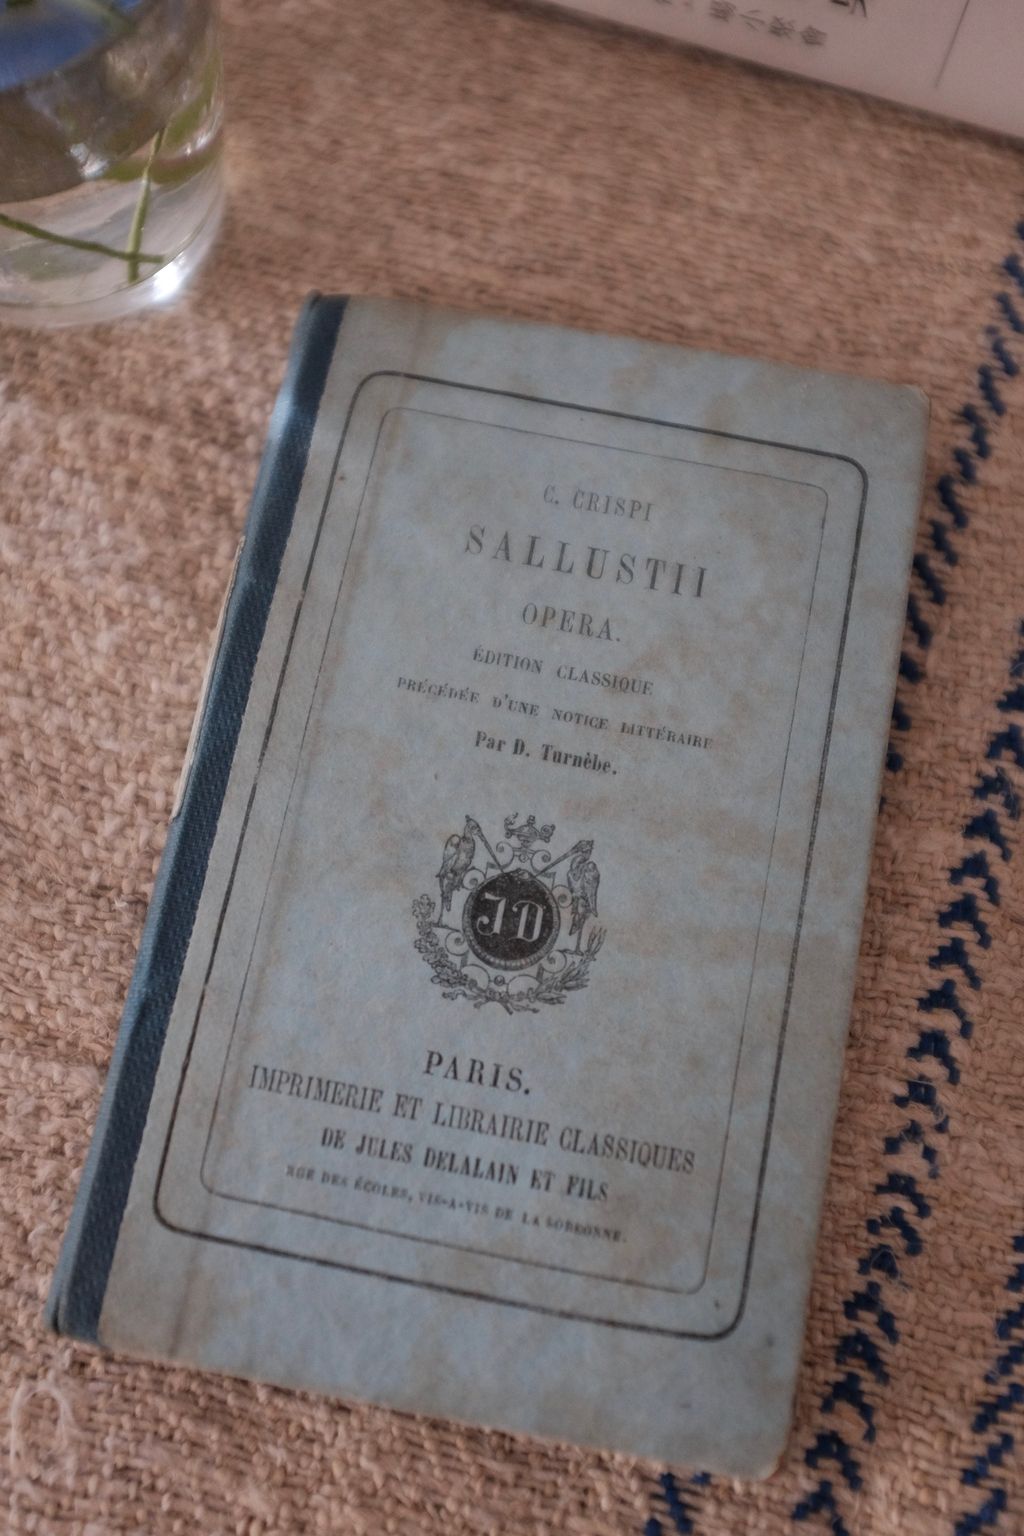 C. CRISPI
SALLUSTII
OPERA.
ÉDITION CLASSIQUE
PRÉCÉDÉE D'UNE NOTICE LITTÉRAIRE
Par D. Turnèbe.
JD
PARIS.
IMPRIMERIE ET LIBRAIRIE CLASSIQUES
DE JULES DELALAIN ET FILS
RUE DES ÉCOLES, VIS-A-VIS DE LA SORBONNE.